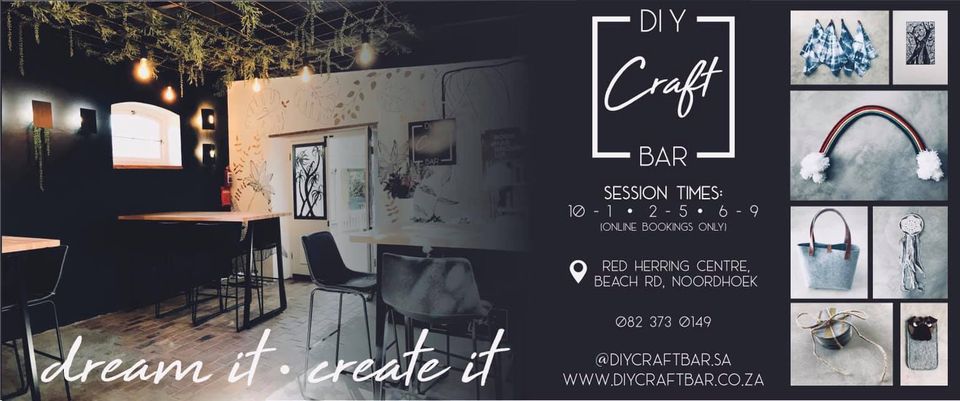 dream it • create it
DIY
Craft
BAR
SESSION TIMES:
10 - 1 • 2 - 5 • 6 - 9
(ONLINE BOOKINGS ONLY)
RED HERRING CENTRE,
BEACH RD, NOORDHOEK
082 373 0149
@DIYCRAFTBAR.SA
WWW.DIYCRAFTBAR.CO.ZA
BAR